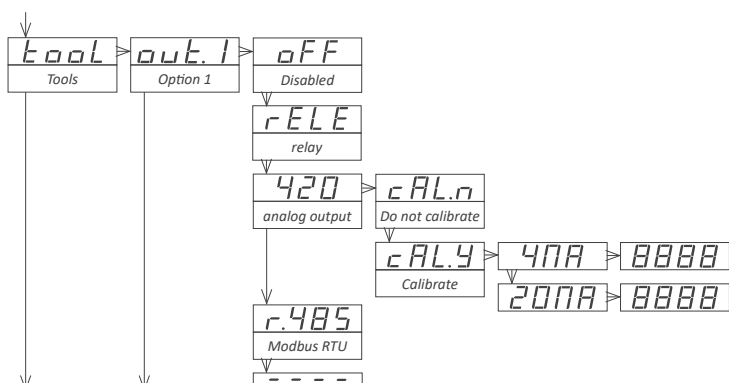 tooL out.1 oFF
Tools Option 1 Disabled
rELE
relay
420 cAL.n
analog output Do not calibrate
cAL.Y 4ΠA 8888
Calibrate
20ΠA 8888
r.485
Modbus RTU